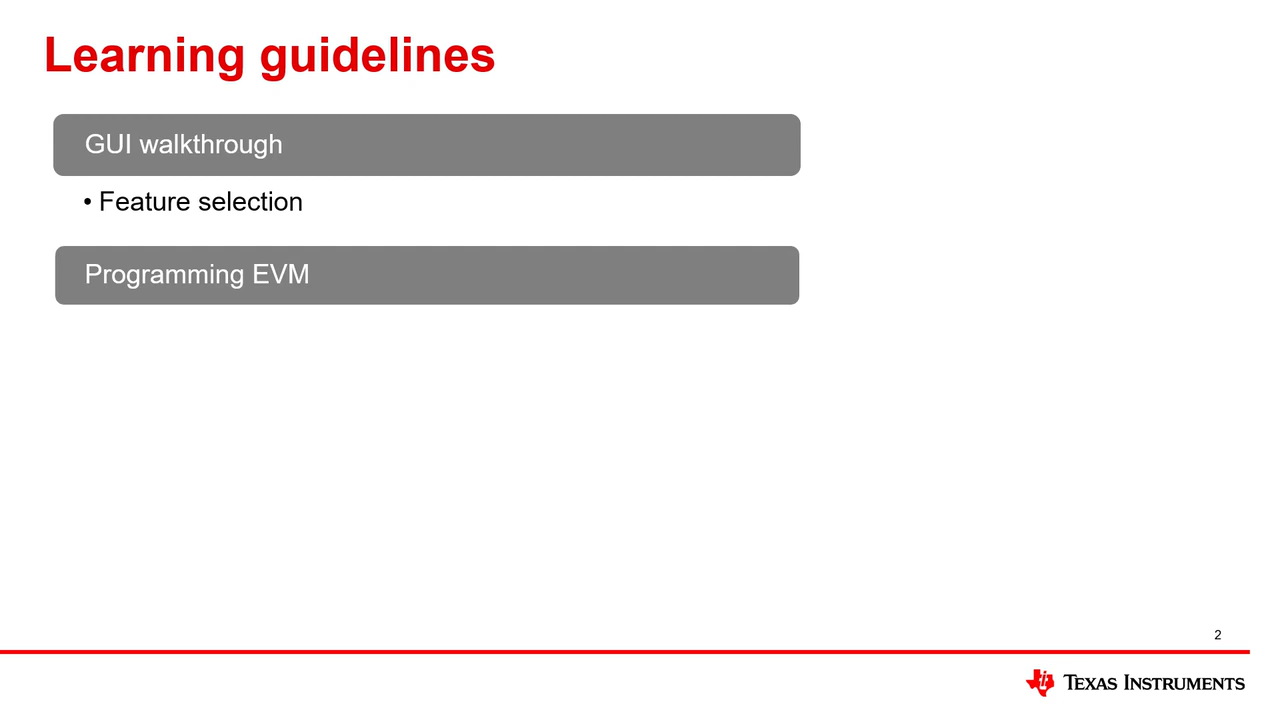 Learning guidelines
GUI walkthrough
• Feature selection
Programming EVM
2
TEXAS INSTRUMENTS